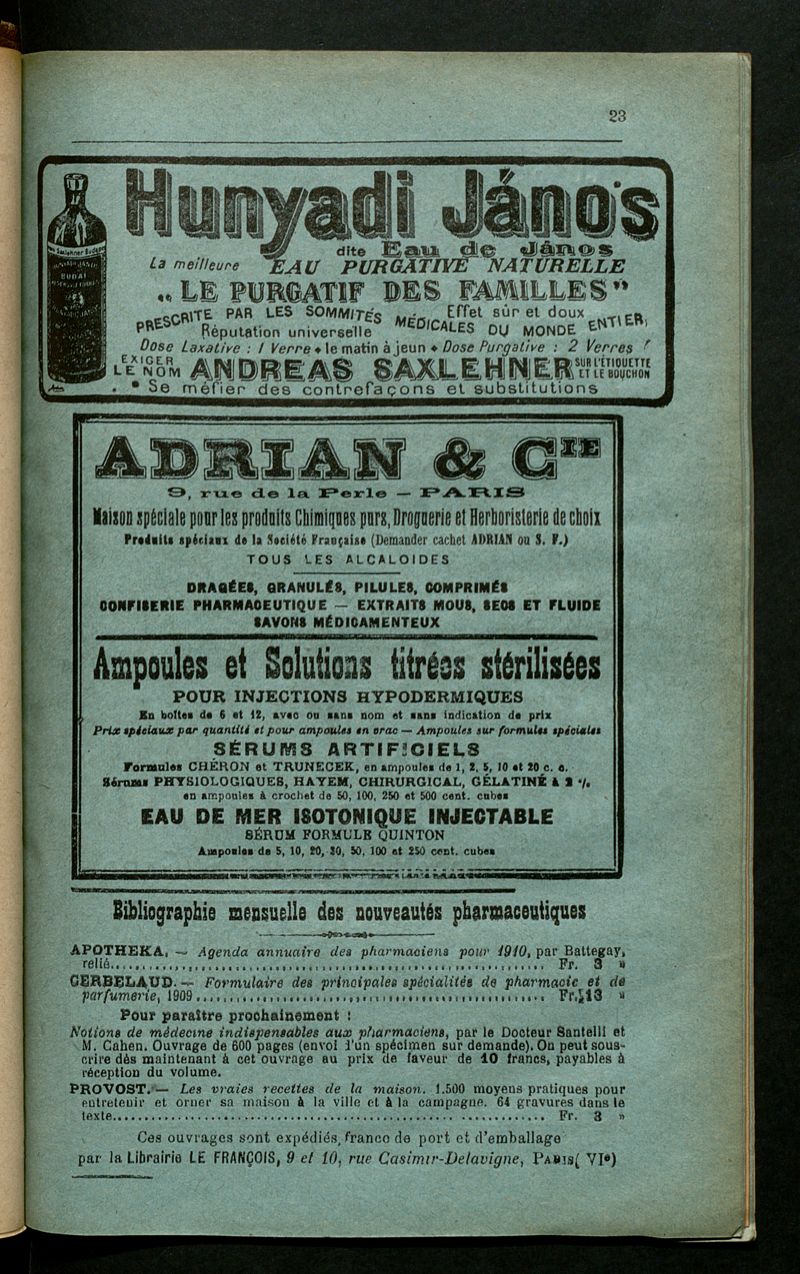 23
Hunyadi János
dite Eau de János
La meilleure EAU PURGATIVE NATURELLE
„ LE PURGATIF DES FAMILLES"
PRESCRITE PAR LES SOMMITÉS MÉDICALES DU MONDE ENTIER,
Effet sûr et doux
Réputation universelle
Dose Laxative : 1 Verre ♦ le matin à jeun ♦ Dose Purgative : 2 Verres
EXIGER LE NOM ANDREAS SAXLEHNER SUR L'ÉTIQUETTE ET LE BOUCHON
Se méfier des contrefaçons et substitutions
ADRIAN & CIE
9, rue de la Perle — PARIS
Maison spéciale pour les produits Chimiques purs, Droguerie et Herboristerie de choix
Produits spéciaux de la Société Française (Demander cachet ADRIAN ou S. F.)
TOUS LES ALCALOIDES
DRAGÉES, GRANULÉS, PILULES, COMPRIMÉS
CONFISERIE PHARMACEUTIQUE — EXTRAITS MOUS, SECS ET FLUIDE
SAVONS MÉDICAMENTEUX
Ampoules et Solutions titrées stérilisées
POUR INJECTIONS HYPODERMIQUES
En boîtes de 6 et 12, avec ou sans nom et sans indication de prix
Prix spéciaux par quantité et pour ampoules en vrac — Ampoules sur formules spéciales
SÉRUMS ARTIFICIELS
Formules CHÉRON et TRUNECEK, en ampoules de 1, 2, 5, 10 et 20 c. c.
Sérums PHYSIOLOGIQUES, HAYEM, CHIRURGICAL, GÉLATINÉ à 2 %
en ampoules à crochet de 50, 100, 250 et 500 cent. cubes
EAU DE MER ISOTONIQUE INJECTABLE
SÉRUM FORMULE QUINTON
Ampoules de 5, 10, 20, 30, 50, 100 et 250 cent. cubes
Bibliographie mensuelle des nouveautés pharmaceutiques
APOTHEKA. — Agenda annuaire des pharmaciens pour 1910, par Battegay,
relié........ Fr. 3 »
GERBELAUD. — Formulaire des principales spécialités de pharmacie et de
parfumerie, 1909........ Fr. 13 »
Pour paraître prochainement :
Notions de médecine indispensables aux pharmaciens, par le Docteur Santelli et
M. Cahen. Ouvrage de 600 pages (envoi d'un spécimen sur demande). On peut sous-
crire dès maintenant à cet ouvrage au prix de faveur de 10 francs, payables à
réception du volume.
PROVOST. — Les vraies recettes de la maison. 1.500 moyens pratiques pour
entretenir et orner sa maison à la ville et à la campagne. 64 gravures dans le
texte........ Fr. 3 »
Ces ouvrages sont expédiés, franco de port et d'emballage
par la Librairie LE FRANÇOIS, 9 et 10, rue Casimir-Delavigne, PARIS( VIe)